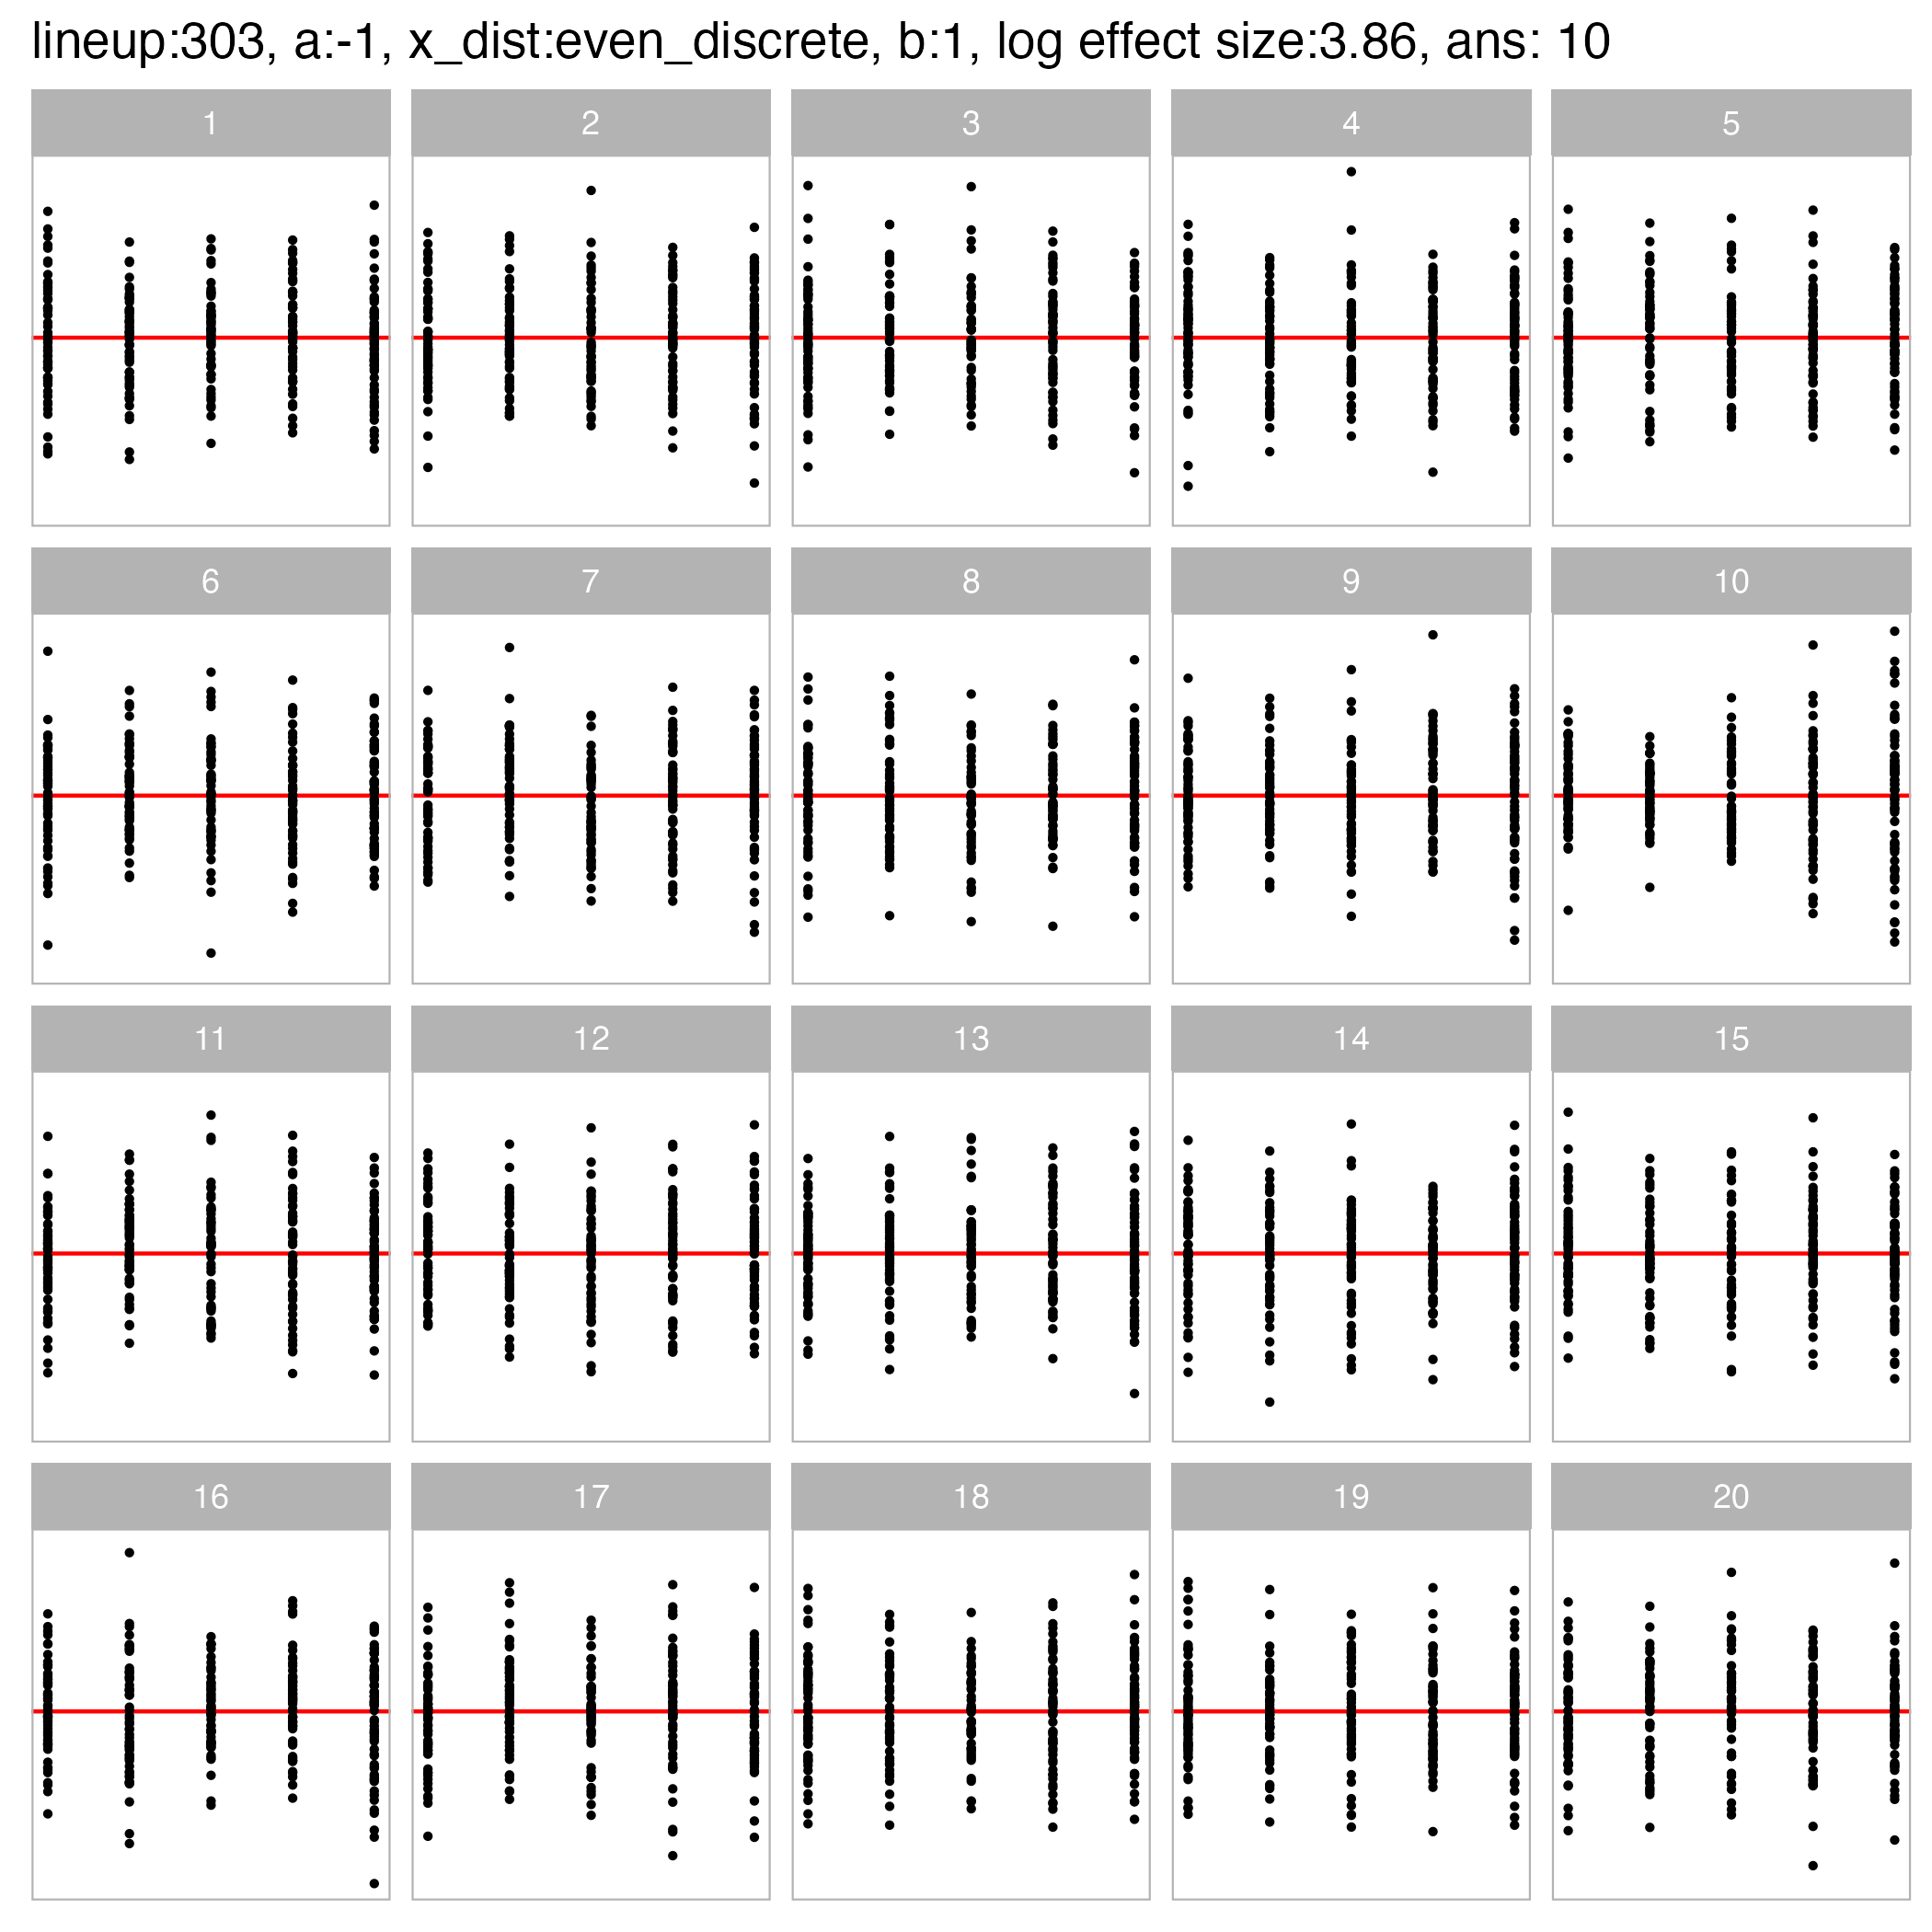 lineup:303, a:-1, x_dist:even_discrete, b:1, log effect size:3.86, ans: 10
1 2 3 4 5
6 7 8 9 10
11 12 13 14 15
16 17 18 19 20